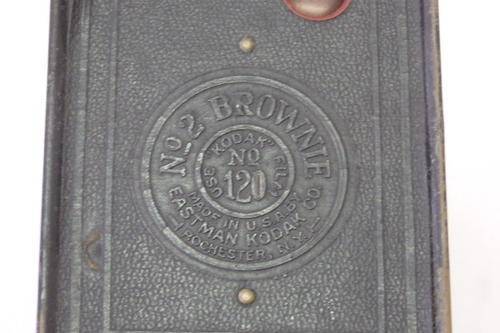 No 2 BROWNIE
USE KODAK FILM
No
120
MADE IN U.S.A. BY
EASTMAN KODAK CO.
ROCHESTER, N.Y.